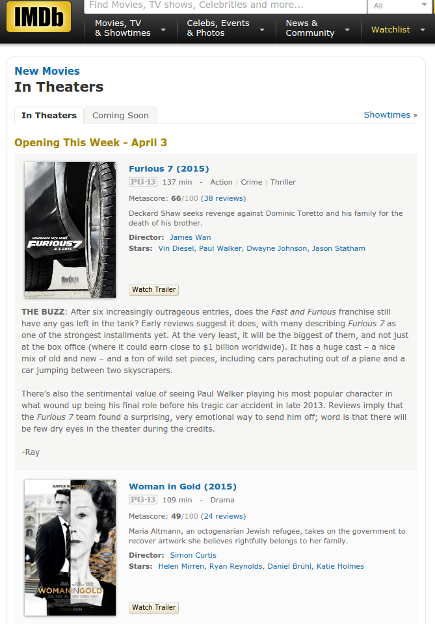 IMDb
Find Movies, TV shows, Celebrities and more...
All
Movies, TV
& Showtimes
Celebs, Events
& Photos
News &
Community
Watchlist
New Movies
In Theaters
In Theaters
Coming Soon
Showtimes »
Opening This Week - April 3
Furious 7 (2015)
PG-13 137 min - Action | Crime | Thriller
Metascore: 66/100 (38 reviews)
Deckard Shaw seeks revenge against Dominic Toretto and his family for the
death of his brother.
Director: James Wan
Stars: Vin Diesel, Paul Walker, Dwayne Johnson, Jason Statham
FURIOUS 7
Watch Trailer
THE BUZZ: After six increasingly outrageous entries, does the Fast and Furious franchise still
have any gas left in the tank? Early reviews suggest it does, with many describing Furious 7 as
one of the strongest installments yet. At the very least, it will be the biggest of them, and not just
at the box office (where it could earn close to $1 billion worldwide). It has a huge cast – a nice
mix of old and new – and a ton of wild set pieces, including cars parachuting out of a plane and a
car jumping between two skyscrapers.
There's also the sentimental value of seeing Paul Walker playing his most popular character in
what wound up being his final role before his tragic car accident in late 2013. Reviews imply that
the Furious 7 team found a surprising, very emotional way to send him off; word is that there will
be few dry eyes in the theater during the credits.
-Ray
Woman in Gold (2015)
PG-13 109 min - Drama
Metascore: 49/100 (24 reviews)
Maria Altmann, an octogenarian Jewish refugee, takes on the government to
recover artwork she believes rightfully belongs to her family.
Director: Simon Curtis
Stars: Helen Mirren, Ryan Reynolds, Daniel Brühl, Katie Holmes
WOMAN IN GOLD
Watch Trailer